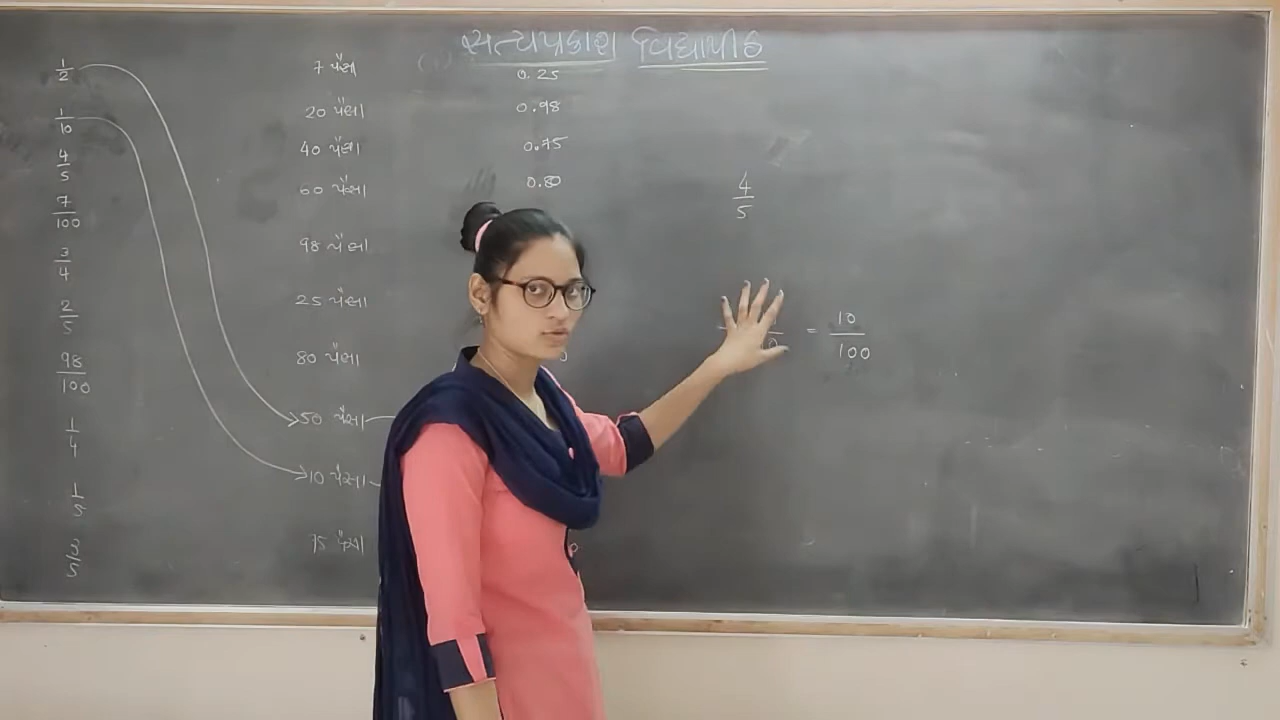 સત્યપ્રકાશ વિદ્યાપીઠ
1/2 7 પૈસા 0.25
1/10 20 પૈસા 0.98
4/5 40 પૈસા 0.75
7/100 60 પૈસા 0.80
3/4 98 પૈસા
2/5 25 પૈસા
98/100 80 પૈસા
1/4 50 પૈસા
1/5 10 પૈસા
3/5 75 પૈસા
4/5
= 10/100